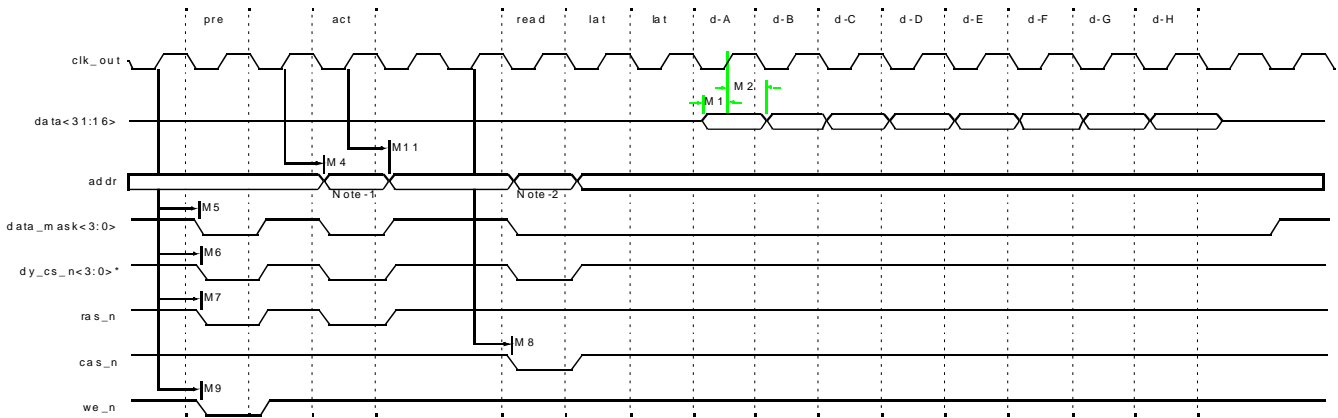 pre act read lat lat d-A d-B d-C d-D d-E d-F d-G d-H
clk_out
M2
M1
data<31:16>
M11
M4
addr
Note-1 Note-2
M5
data_mask<3:0>
M6
dy_cs_n<3:0>*
M7
ras_n
M8
cas_n
M9
we_n